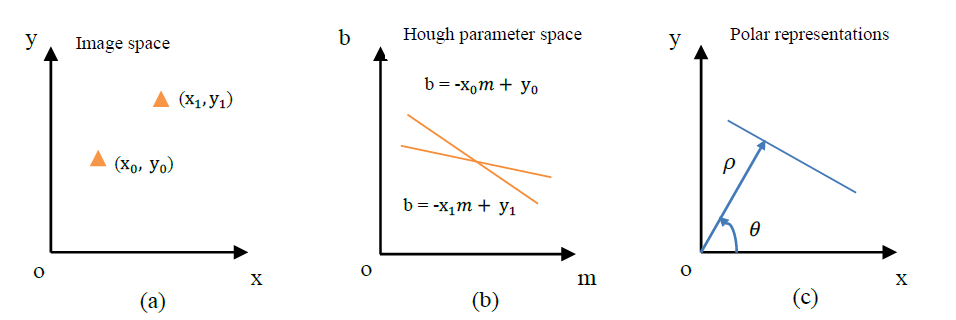 y
Image space
(x₁,y₁)
(x₀, y₀)
o
x
(a)
b
Hough parameter space
b = -x₀m + y₀
b = -x₁m + y₁
o
m
(b)
y
Polar representations
ρ
θ
o
x
(c)